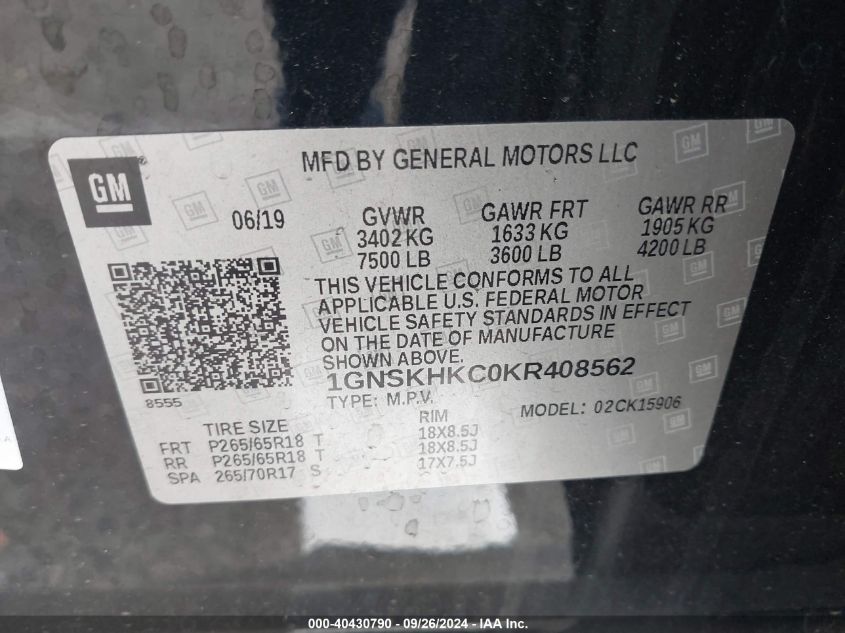 GM
MFD BY GENERAL MOTORS LLC
06/19 GVWR GAWR FRT GAWR RR
3402 KG 1633 KG 1905 KG
7500 LB 3600 LB 4200 LB
THIS VEHICLE CONFORMS TO ALL
APPLICABLE U.S. FEDERAL MOTOR
VEHICLE SAFETY STANDARDS IN EFFECT
ON THE DATE OF MANUFACTURE
SHOWN ABOVE.
1GNSKHKC0KR408562
8555 TYPE: M.P.V. MODEL: 02CK15906
TIRE SIZE RIM
FRT P265/65R18 T 18X8.5J
RR P265/65R18 T 18X8.5J
SPA 265/70R17 S 17X7.5J
000-40430790 - 09/26/2024 - Copyright © IAA, Inc.